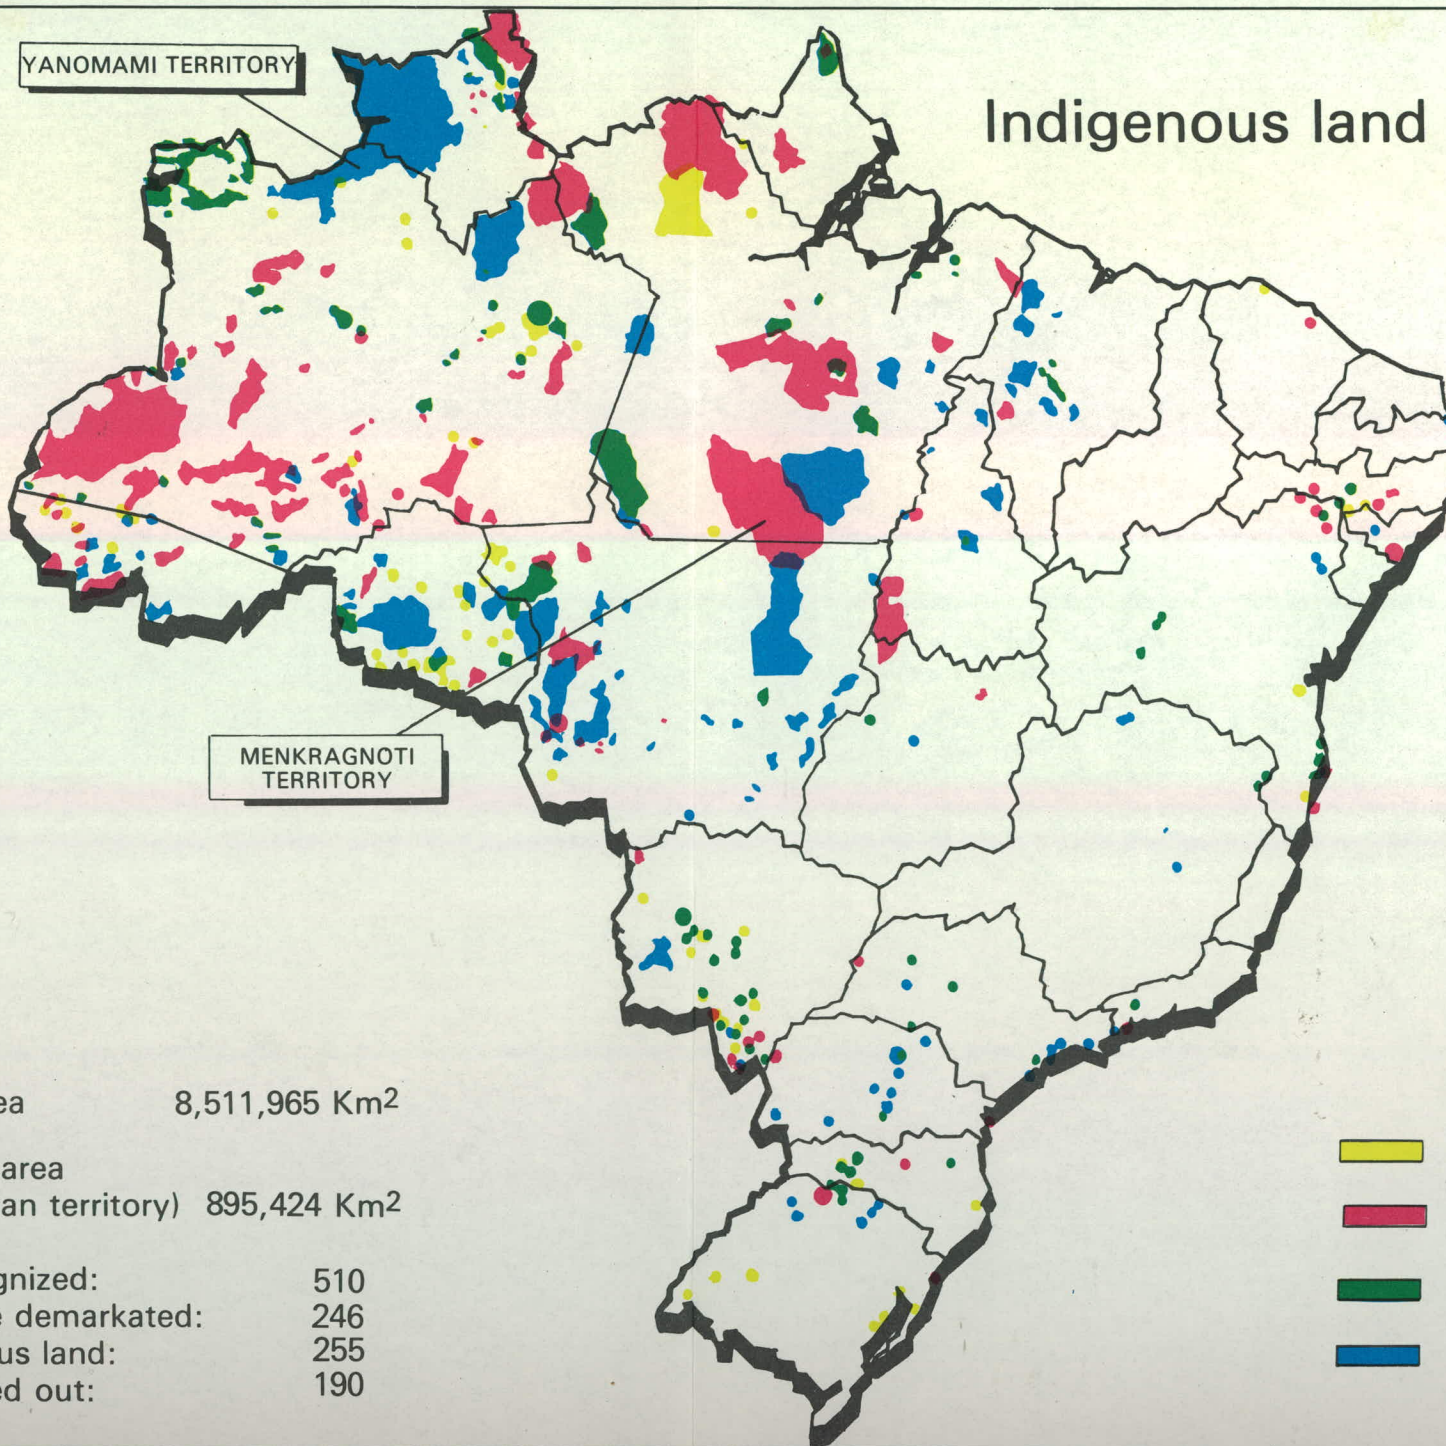 YANOMAMI TERRITORY
Indigenous land
MENKRAGNOTI
TERRITORY
ea 8,511,965 Km2
area
an territory) 895,424 Km2
gnized: 510
e demarkated: 246
us land: 255
ed out: 190